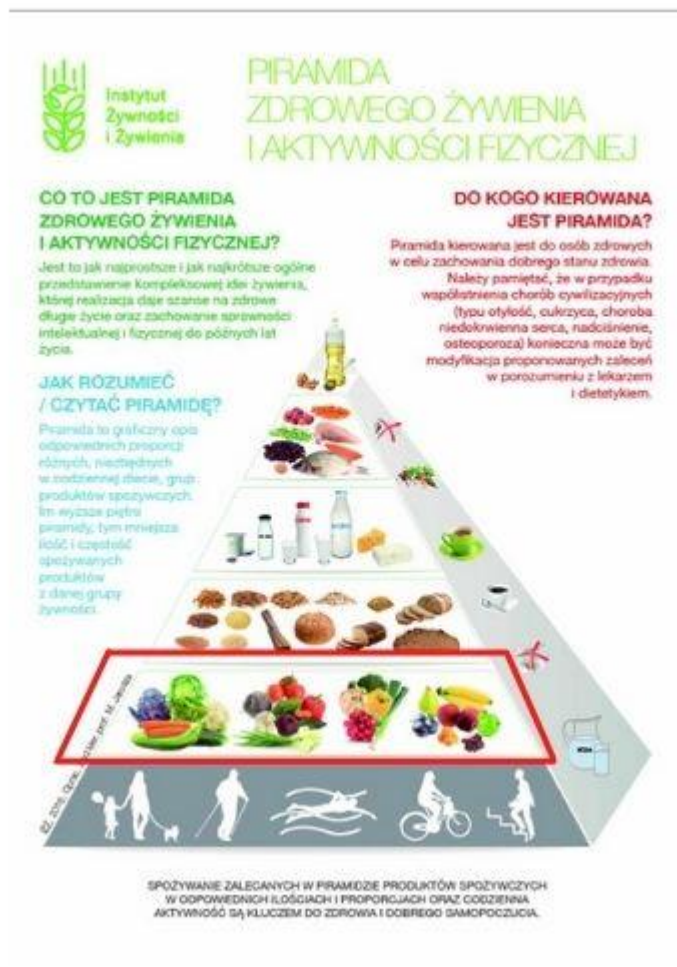 Instytut
Żywności
i Żywienia
PIRAMIDA
ZDROWEGO ŻYWIENIA
I AKTYWNOŚCI FIZYCZNEJ
CO TO JEST PIRAMIDA
ZDROWEGO ŻYWIENIA
I AKTYWNOŚCI FIZYCZNEJ?
Jest to jak najprostsze i jak najkrótsze ogólne
przedstawienie kompleksowej idei żywienia,
której realizacja daje szanse na zdrowe
długie życie oraz zachowanie sprawności
intelektualnej i fizycznej do późnych lat
życia.
JAK ROZUMIEĆ
/ CZYTAĆ PIRAMIDĘ?
Piramida to graficzny opis
odpowiednich proporcji
różnych, niezbędnych
w codziennej diecie, grup
produktów spożywczych.
Im wyższe piętro
piramidy, tym mniejsza
ilość i częstość
spożywanych
produktów
z danej grupy
żywności.
DO KOGO KIEROWANA
JEST PIRAMIDA?
Piramida kierowana jest do osób zdrowych
w celu zachowania dobrego stanu zdrowia.
Należy pamiętać, że w przypadku
współistnienia chorób cywilizacyjnych
(typu otyłość, cukrzyca, choroba
niedokrwienna serca, nadciśnienie,
osteoporoza) konieczna może być
modyfikacja proponowanych zaleceń
w porozumieniu z lekarzem
i dietetykiem.
WODA
prof. M. Jarosza
SPOŻYWANIE ZALECANYCH W PIRAMIDZIE PRODUKTÓW SPOŻYWCZYCH
W ODPOWIEDNICH ILOŚCIACH I PROPORCJACH ORAZ CODZIENNA
AKTYWNOŚĆ SĄ KLUCZEM DO ZDROWIA I DOBREGO SAMOPOCZUCIA.